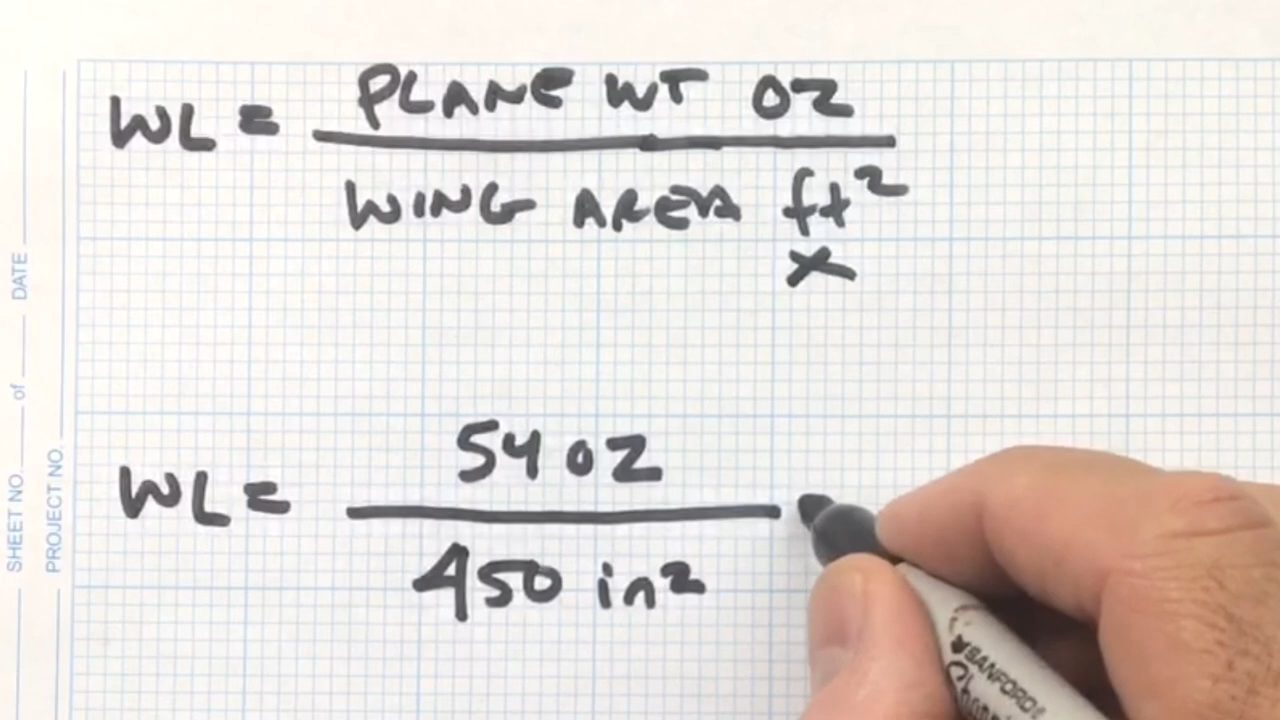 WL = PLANE WT OZ
WING AREA ft²
x
WL = 54 OZ
450 in²
SHEET NO. of DATE
PROJECT NO.
SANFORD